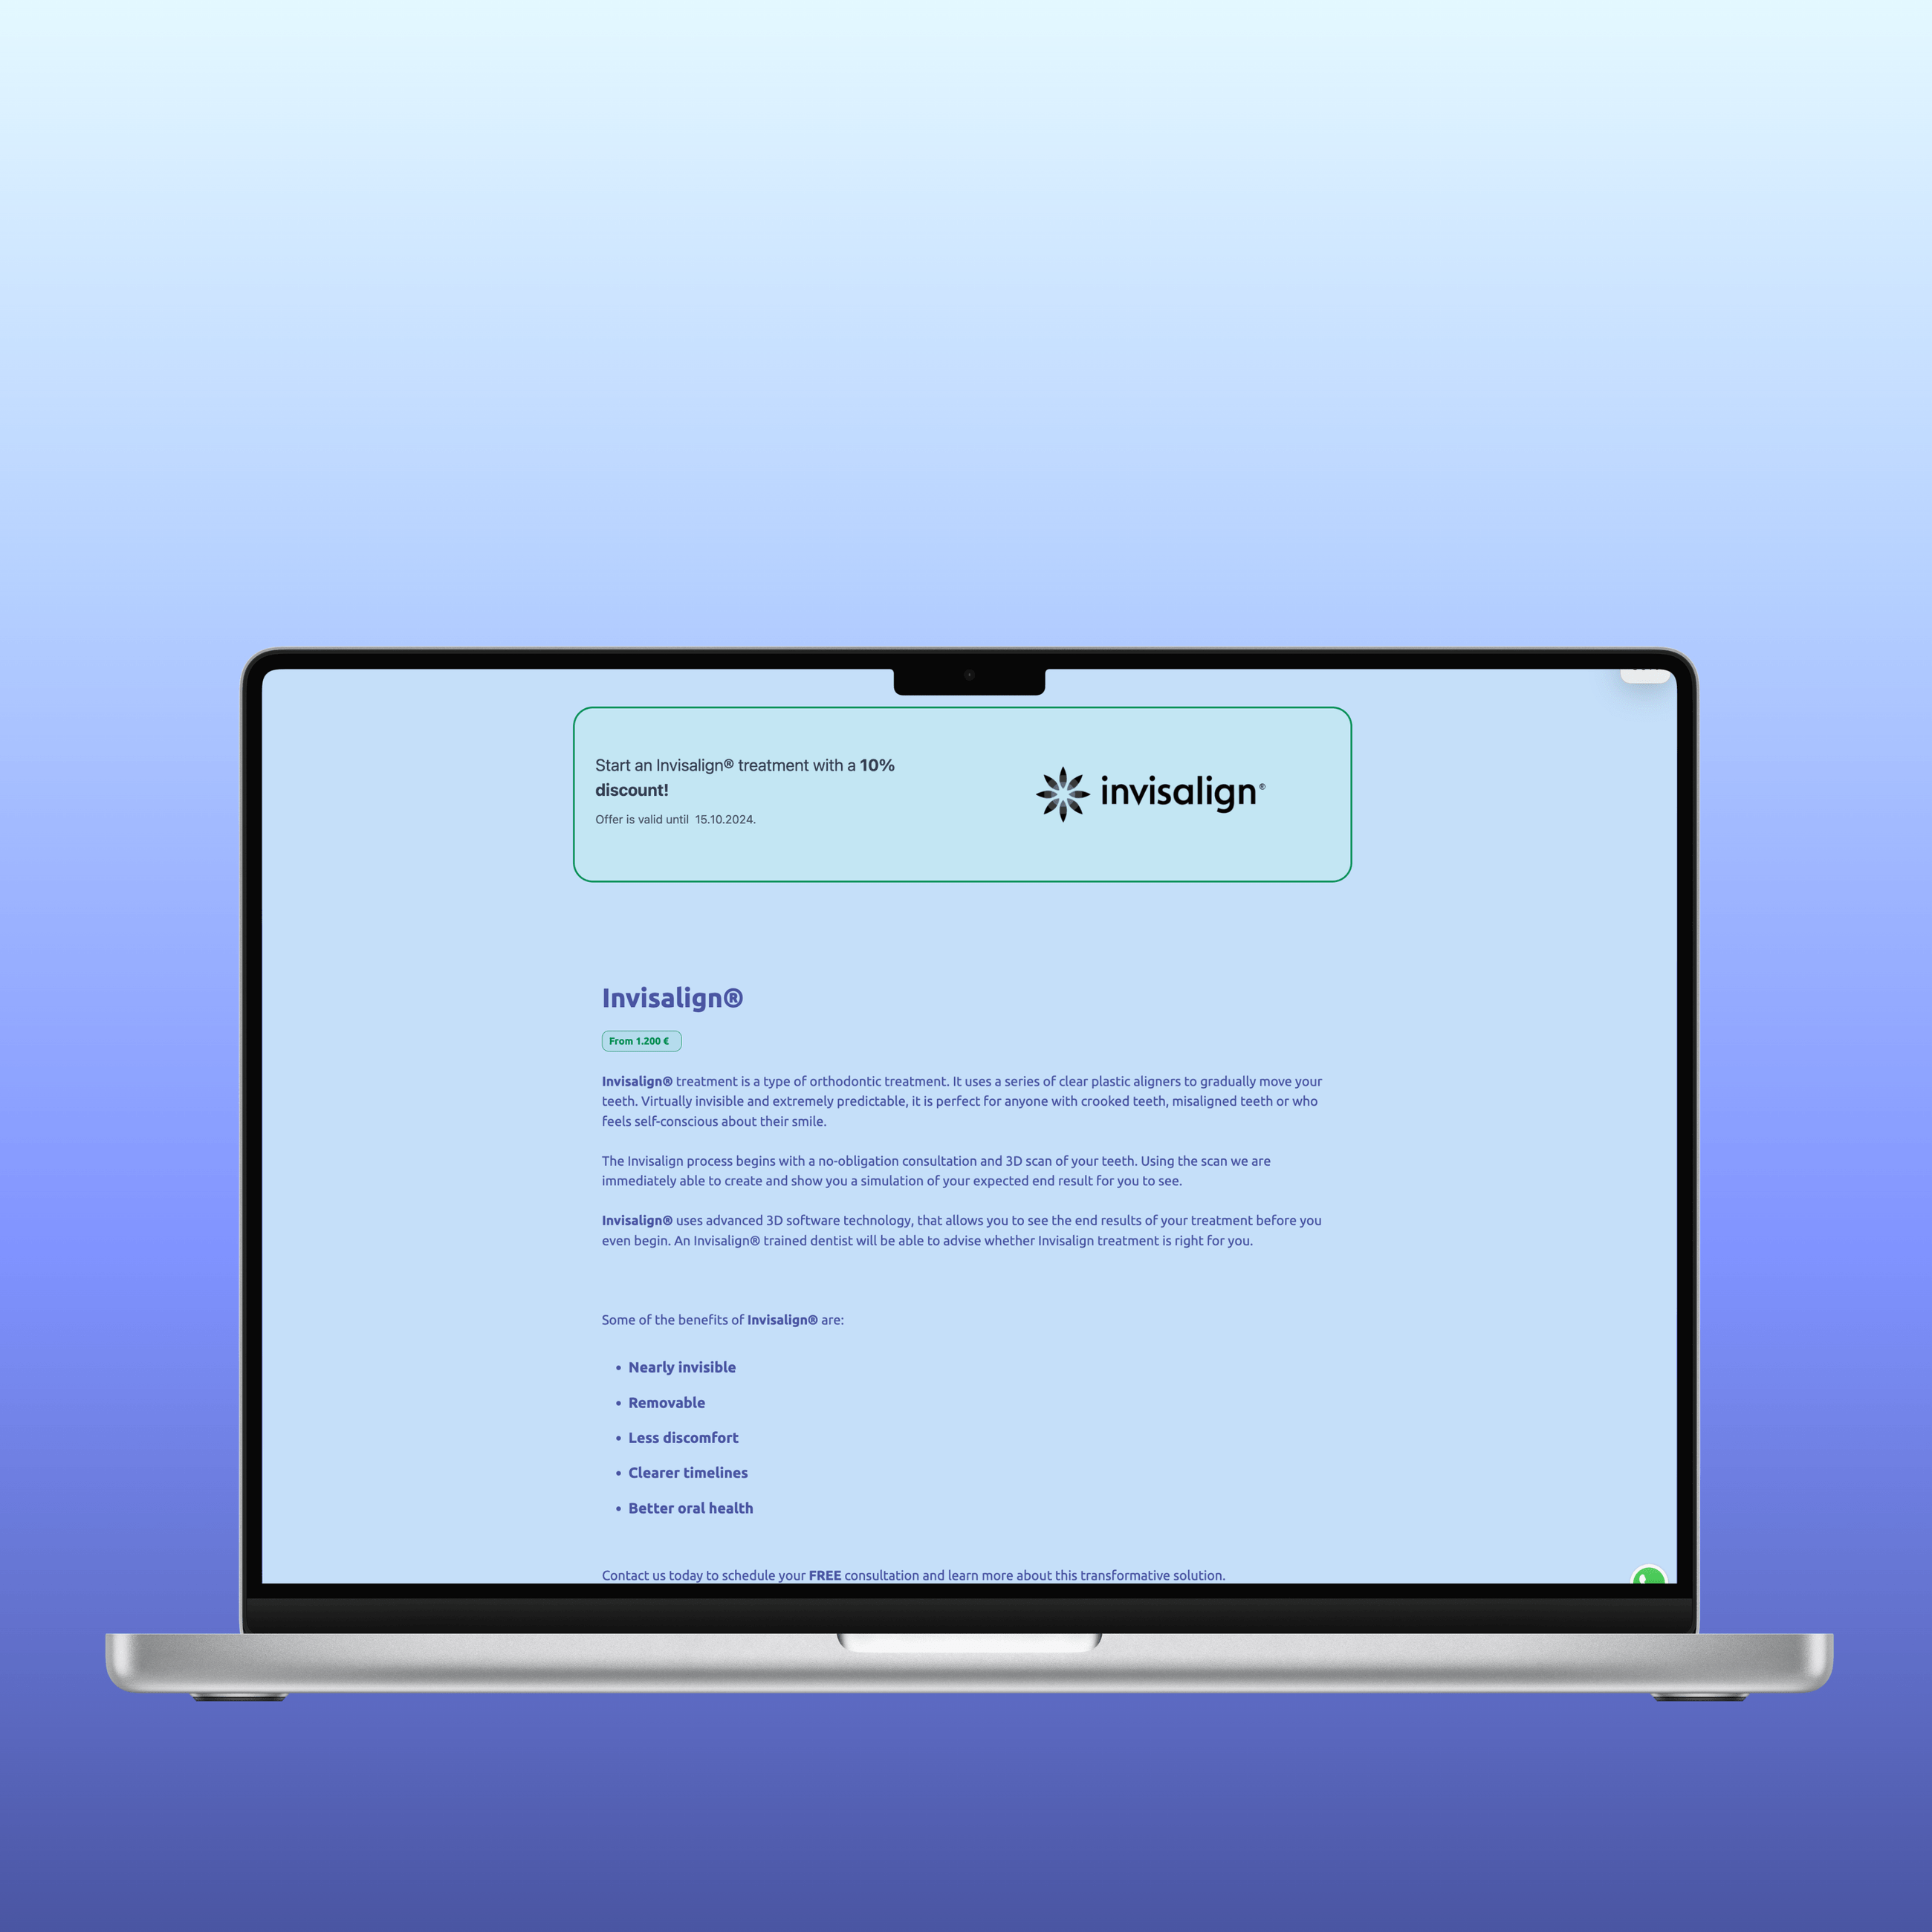 Start an Invisalign® treatment with a 10%
discount!
Offer is valid until 15.10.2024.
invisalign®
Invisalign®
From 1.200 €
Invisalign® treatment is a type of orthodontic treatment. It uses a series of clear plastic aligners to gradually move your
teeth. Virtually invisible and extremely predictable, it is perfect for anyone with crooked teeth, misaligned teeth or who
feels self-conscious about their smile.
The Invisalign process begins with a no-obligation consultation and 3D scan of your teeth. Using the scan we are
immediately able to create and show you a simulation of your expected end result for you to see.
Invisalign® uses advanced 3D software technology, that allows you to see the end results of your treatment before you
even begin. An Invisalign® trained dentist will be able to advise whether Invisalign treatment is right for you.
Some of the benefits of Invisalign® are:
• Nearly invisible
• Removable
• Less discomfort
• Clearer timelines
• Better oral health
Contact us today to schedule your FREE consultation and learn more about this transformative solution.